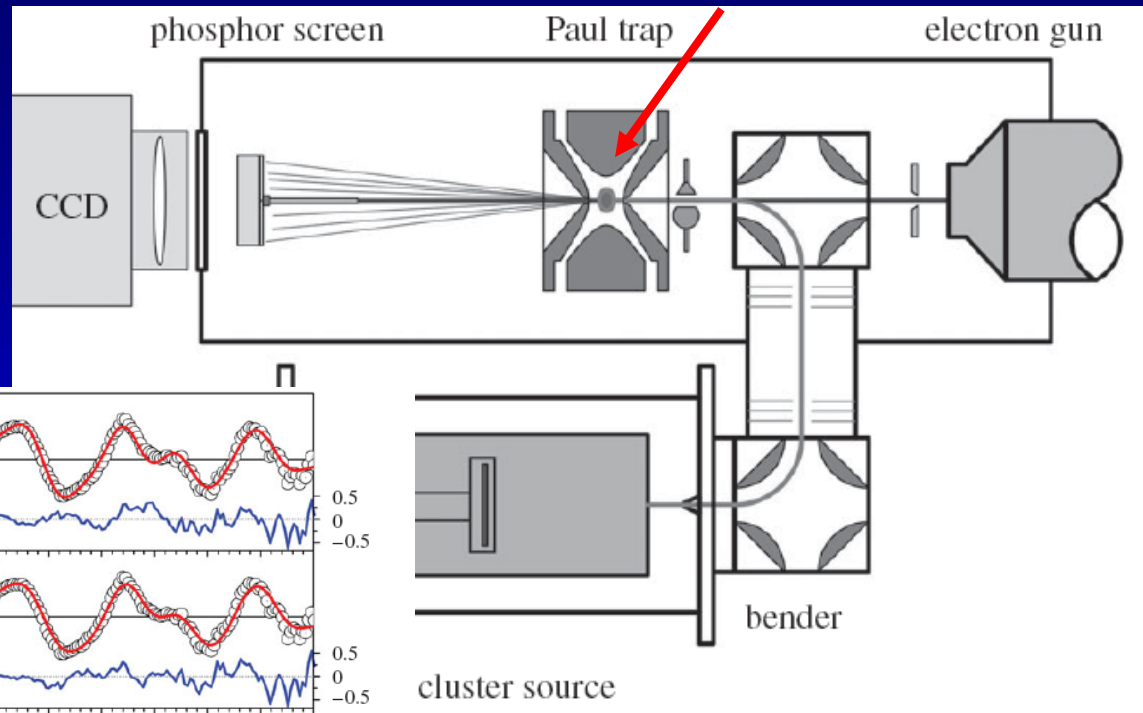 phosphor screen Paul trap electron gun
CCD
0.5
0
−0.5
0.5
0
−0.5
bender
cluster source